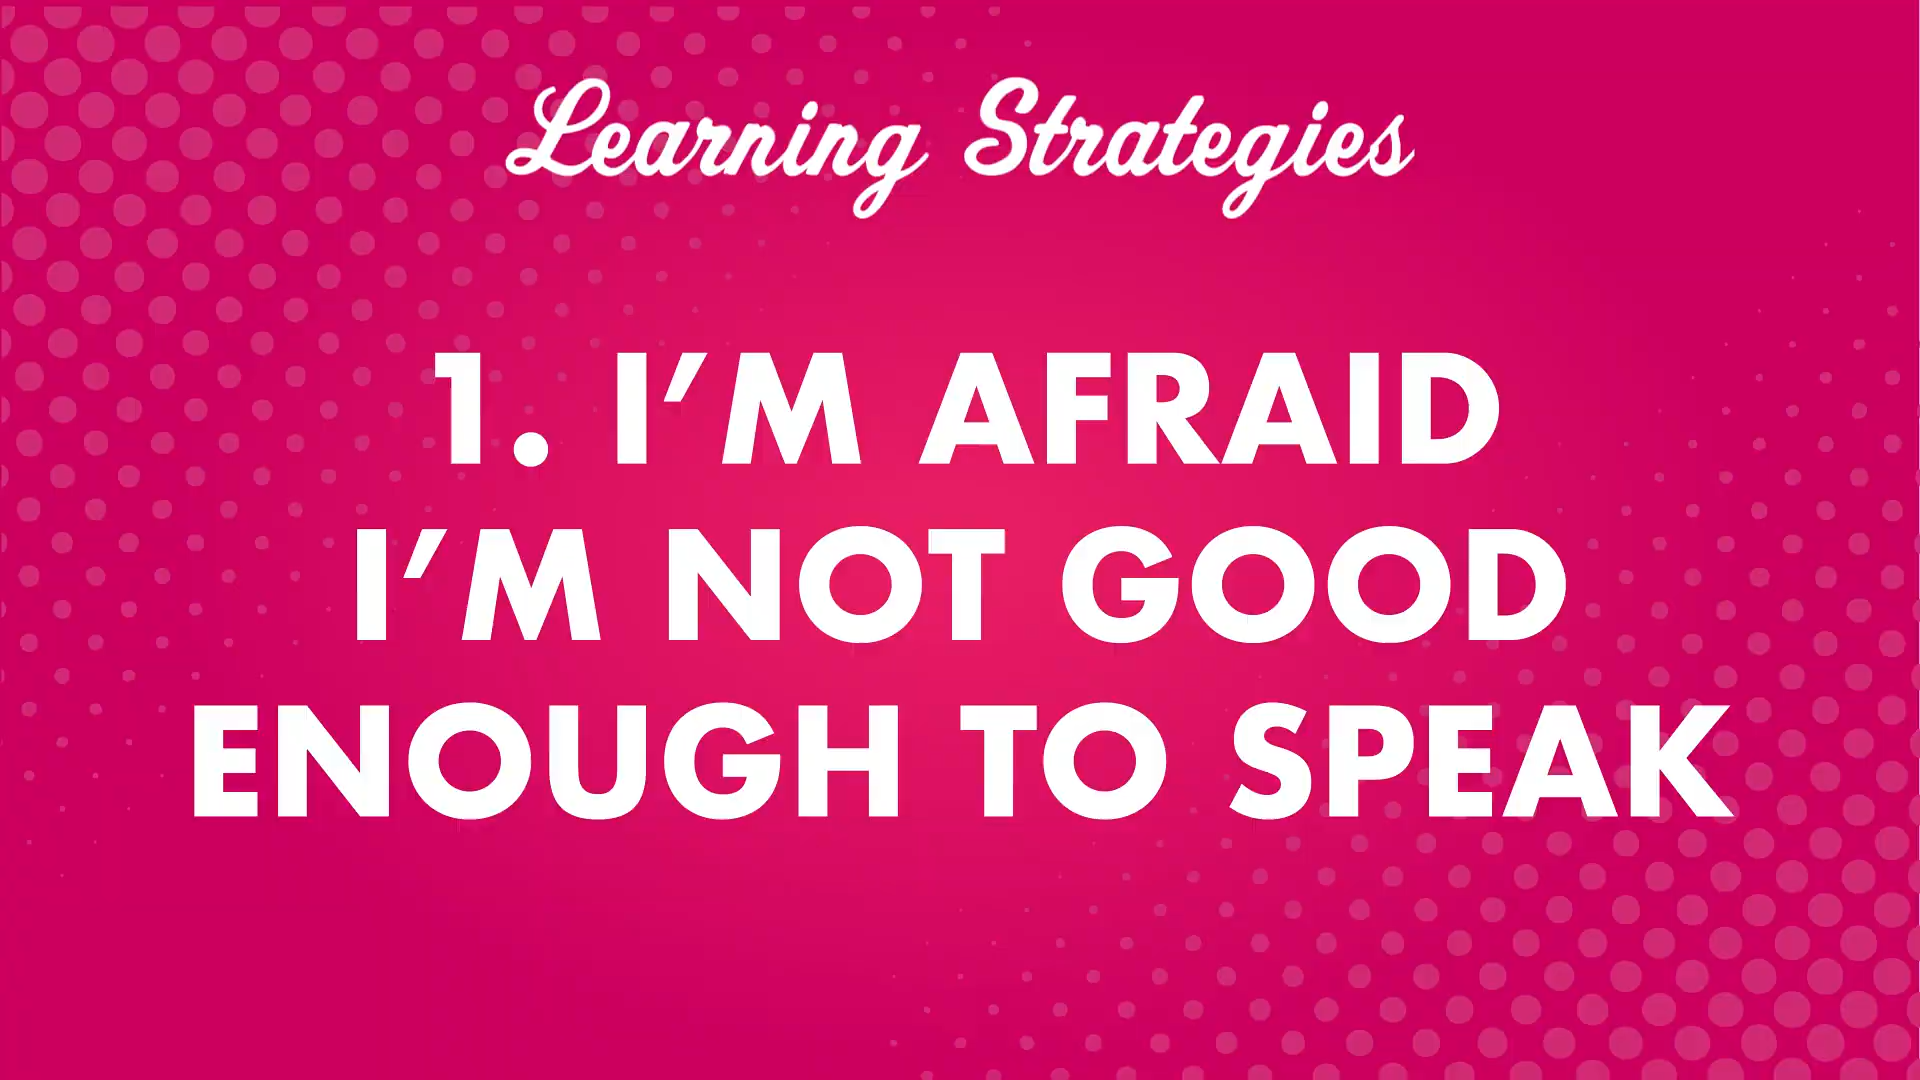 Learning Strategies
1. I’M AFRAID
I’M NOT GOOD
ENOUGH TO SPEAK